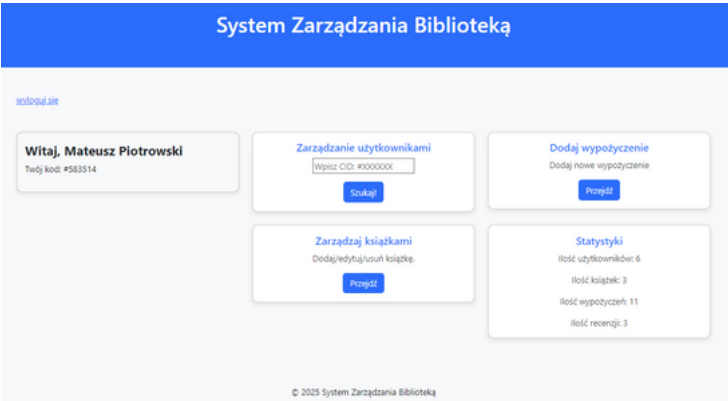 System Zarządzania Biblioteką
wyloguj się
Witaj, Mateusz Piotrowski
Twój kod: #583514
Zarządzanie użytkownikami
Wpisz CID: #XXXXXX
Szukaj!
Dodaj wypożyczenie
Dodaj nowe wypożyczenie
Przejdź
Zarządzaj książkami
Dodaj/edytuj/usuń książkę.
Przejdź
Statystyki
Ilość użytkowników: 6
Ilość książek: 3
Ilość wypożyczeń: 11
Ilość recenzji: 3
© 2025 System Zarządzania Biblioteką